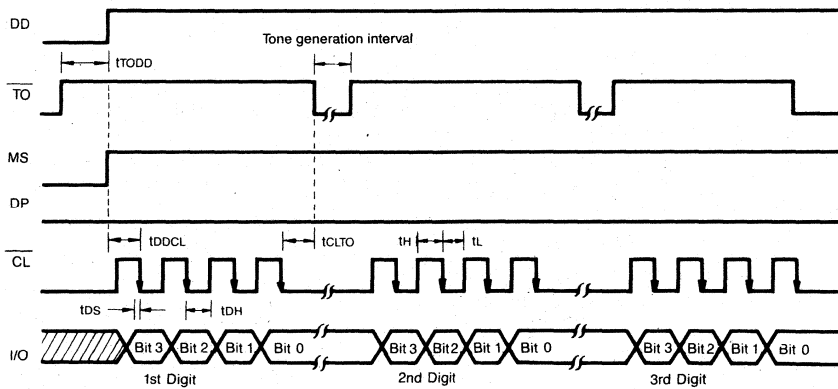 DD
tTODD
Tone generation interval
TO
MS
DP
tDDCL
tCLTO
tH
tL
CL
tDS
tDH
I/O
Bit 3 Bit 2 Bit 1 Bit 0
Bit 3 Bit2 Bit 1 Bit 0
Bit 3 Bit 2 Bit 1 Bit 0
1st Digit
2nd Digit
3rd Digit